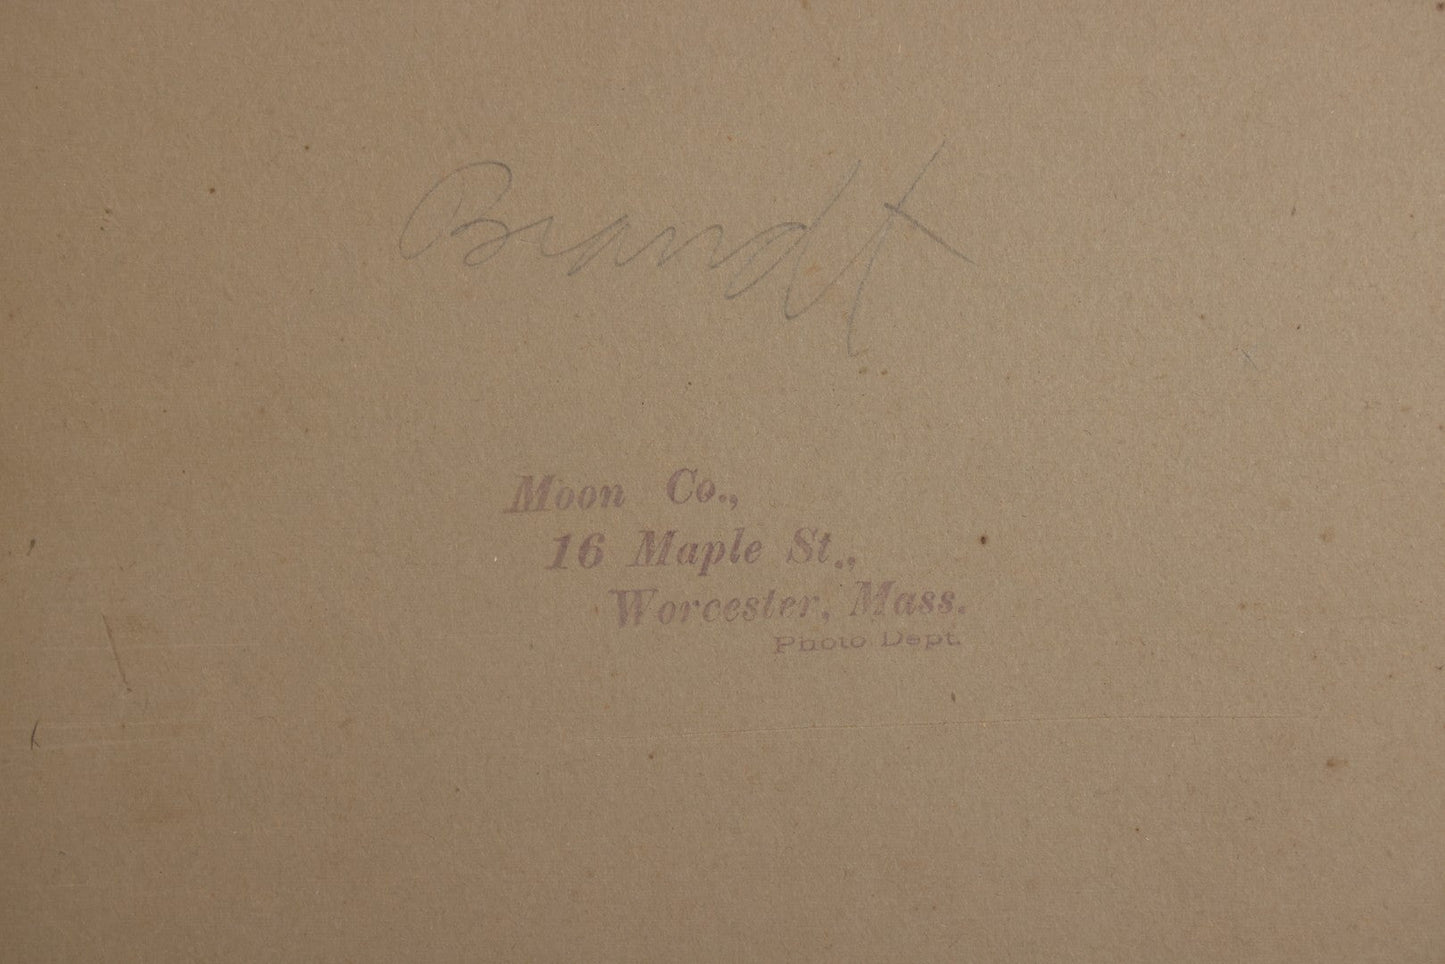 Brandt
Moon Co.,
16 Maple St.,
Worcester, Mass.
Photo Dept.